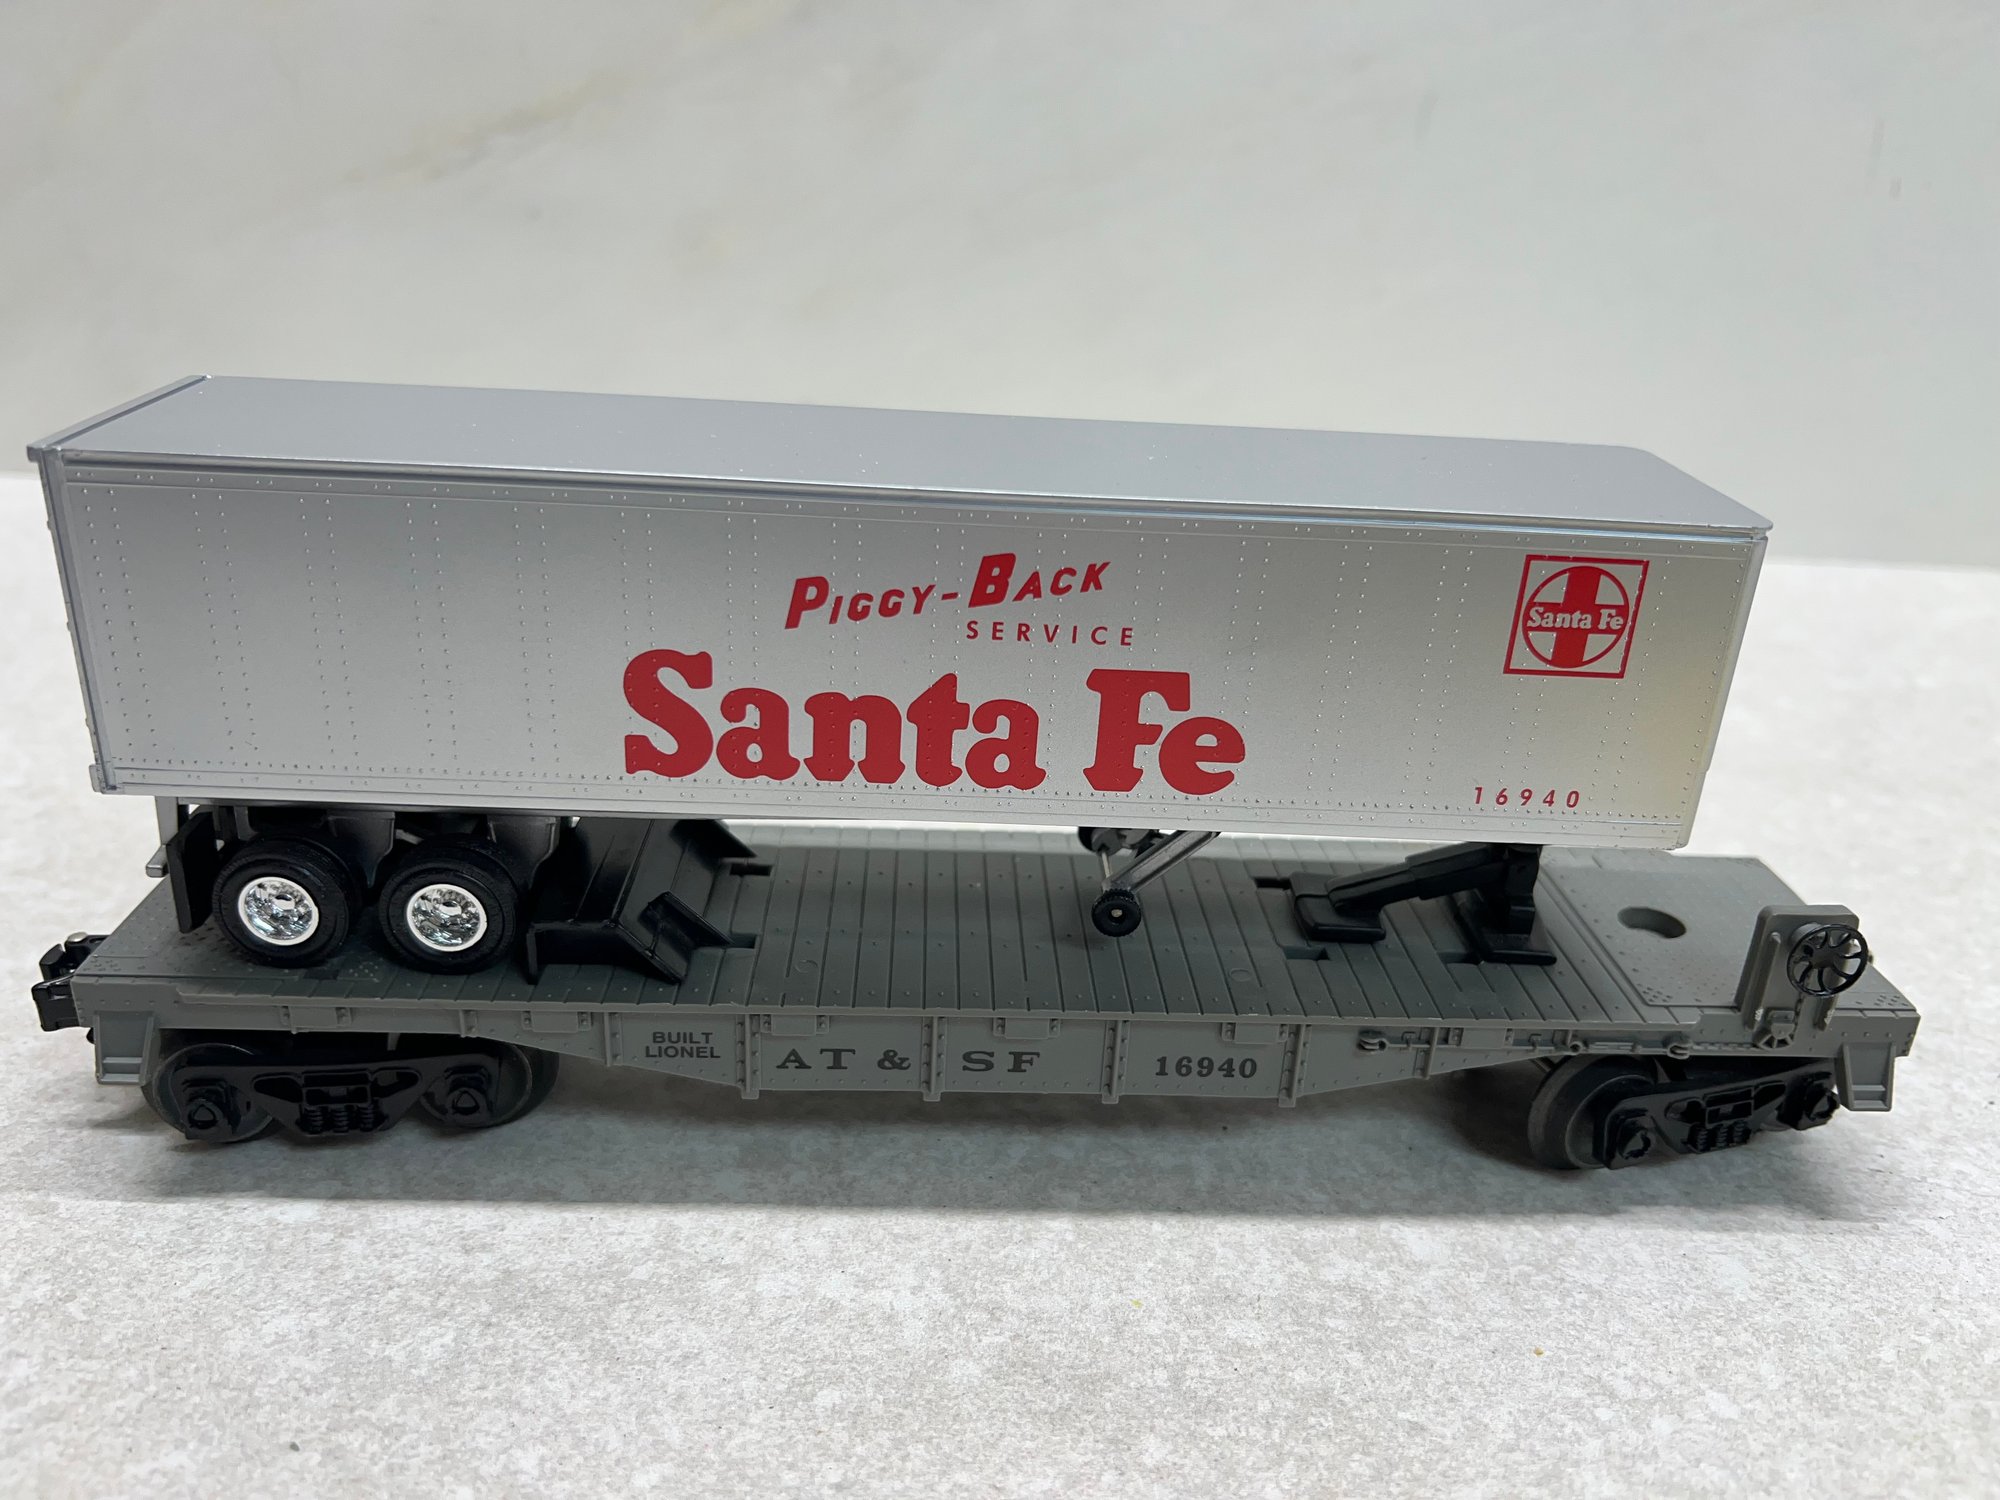 PIGGY-BACK
SERVICE
Santa Fe
Santa Fe
16940
BUILT
LIONEL
AT & SF
16940